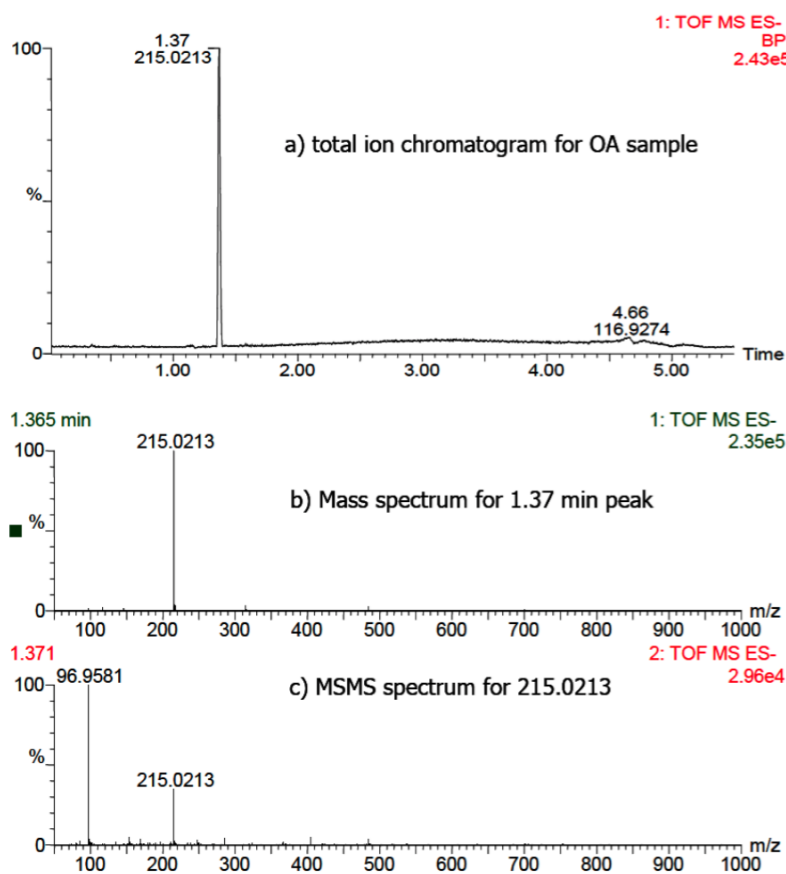 1: TOF MS ES-
BP
2.43e5
1.37
215.0213
100
a) total ion chromatogram for OA sample
%
4.66
116.9274
0
Time
1.00 2.00 3.00 4.00 5.00
1.365 min
1: TOF MS ES-
2.35e5
100
215.0213
b) Mass spectrum for 1.37 min peak
%
0
m/z
100 200 300 400 500 600 700 800 900 1000
1.371
2: TOF MS ES-
2.96e4
100
96.9581
c) MSMS spectrum for 215.0213
%
215.0213
0
m/z
100 200 300 400 500 600 700 800 900 1000